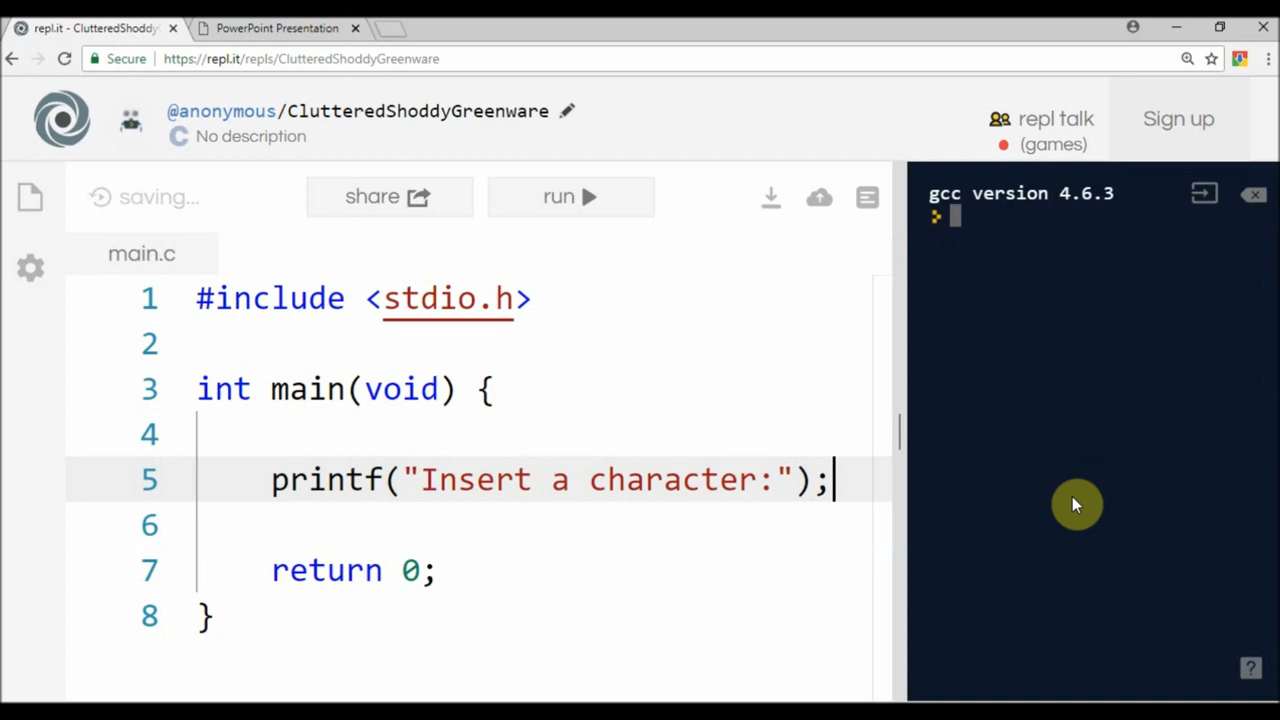 repl.it - ClutteredShoddy
PowerPoint Presentation
Secure
https://repl.it/repls/ClutteredShoddyGreenware
@anonymous/ClutteredShoddyGreenware
No description
repl talk
(games)
Sign up
saving...
share
run
main.c
gcc version 4.6.3
1 #include <stdio.h>
2
3 int main(void) {
4
5 printf("Insert a character:");
6
7 return 0;
8 }
?